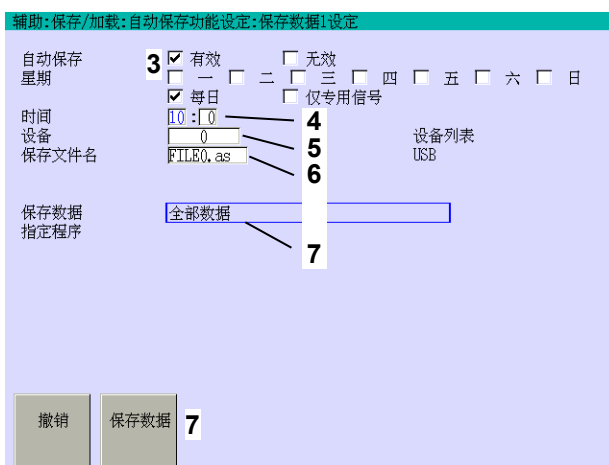 辅助:保存/加载:自动保存功能设定:保存数据1设定
自动保存 3 有效 无效
星期 一 二 三 四 五 六 日
每日 仅专用信号
时间 10 : 0 4
设备 0 5 设备列表
保存文件名 FILE0.as 6 USB
保存数据 全部数据
指定程序 7
撤销 保存数据 7